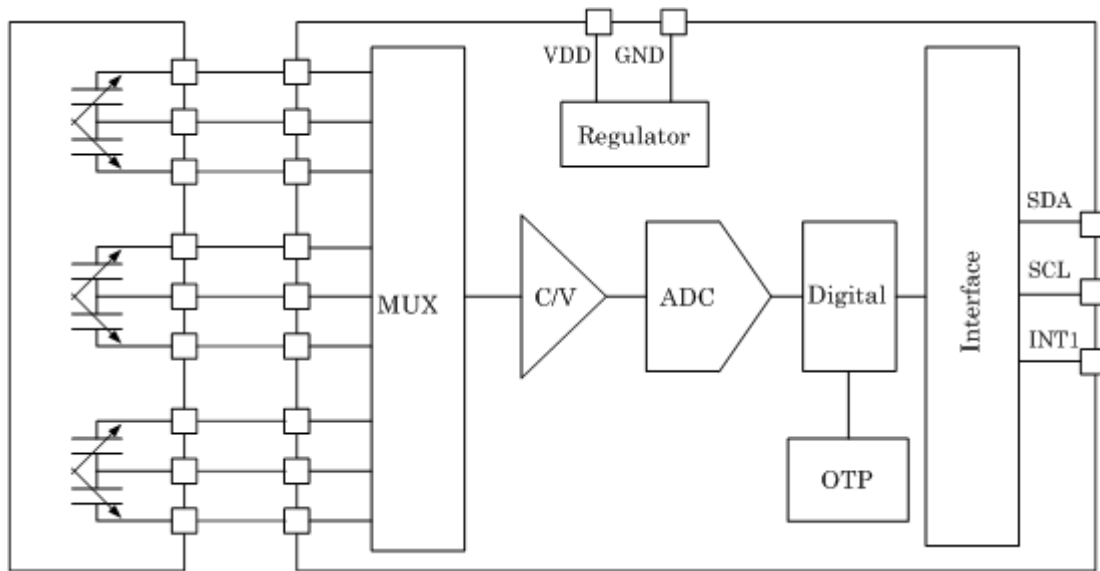 VDD GND
Regulator
MUX
C/V
ADC
Digital
OTP
Interface
SDA
SCL
INT1